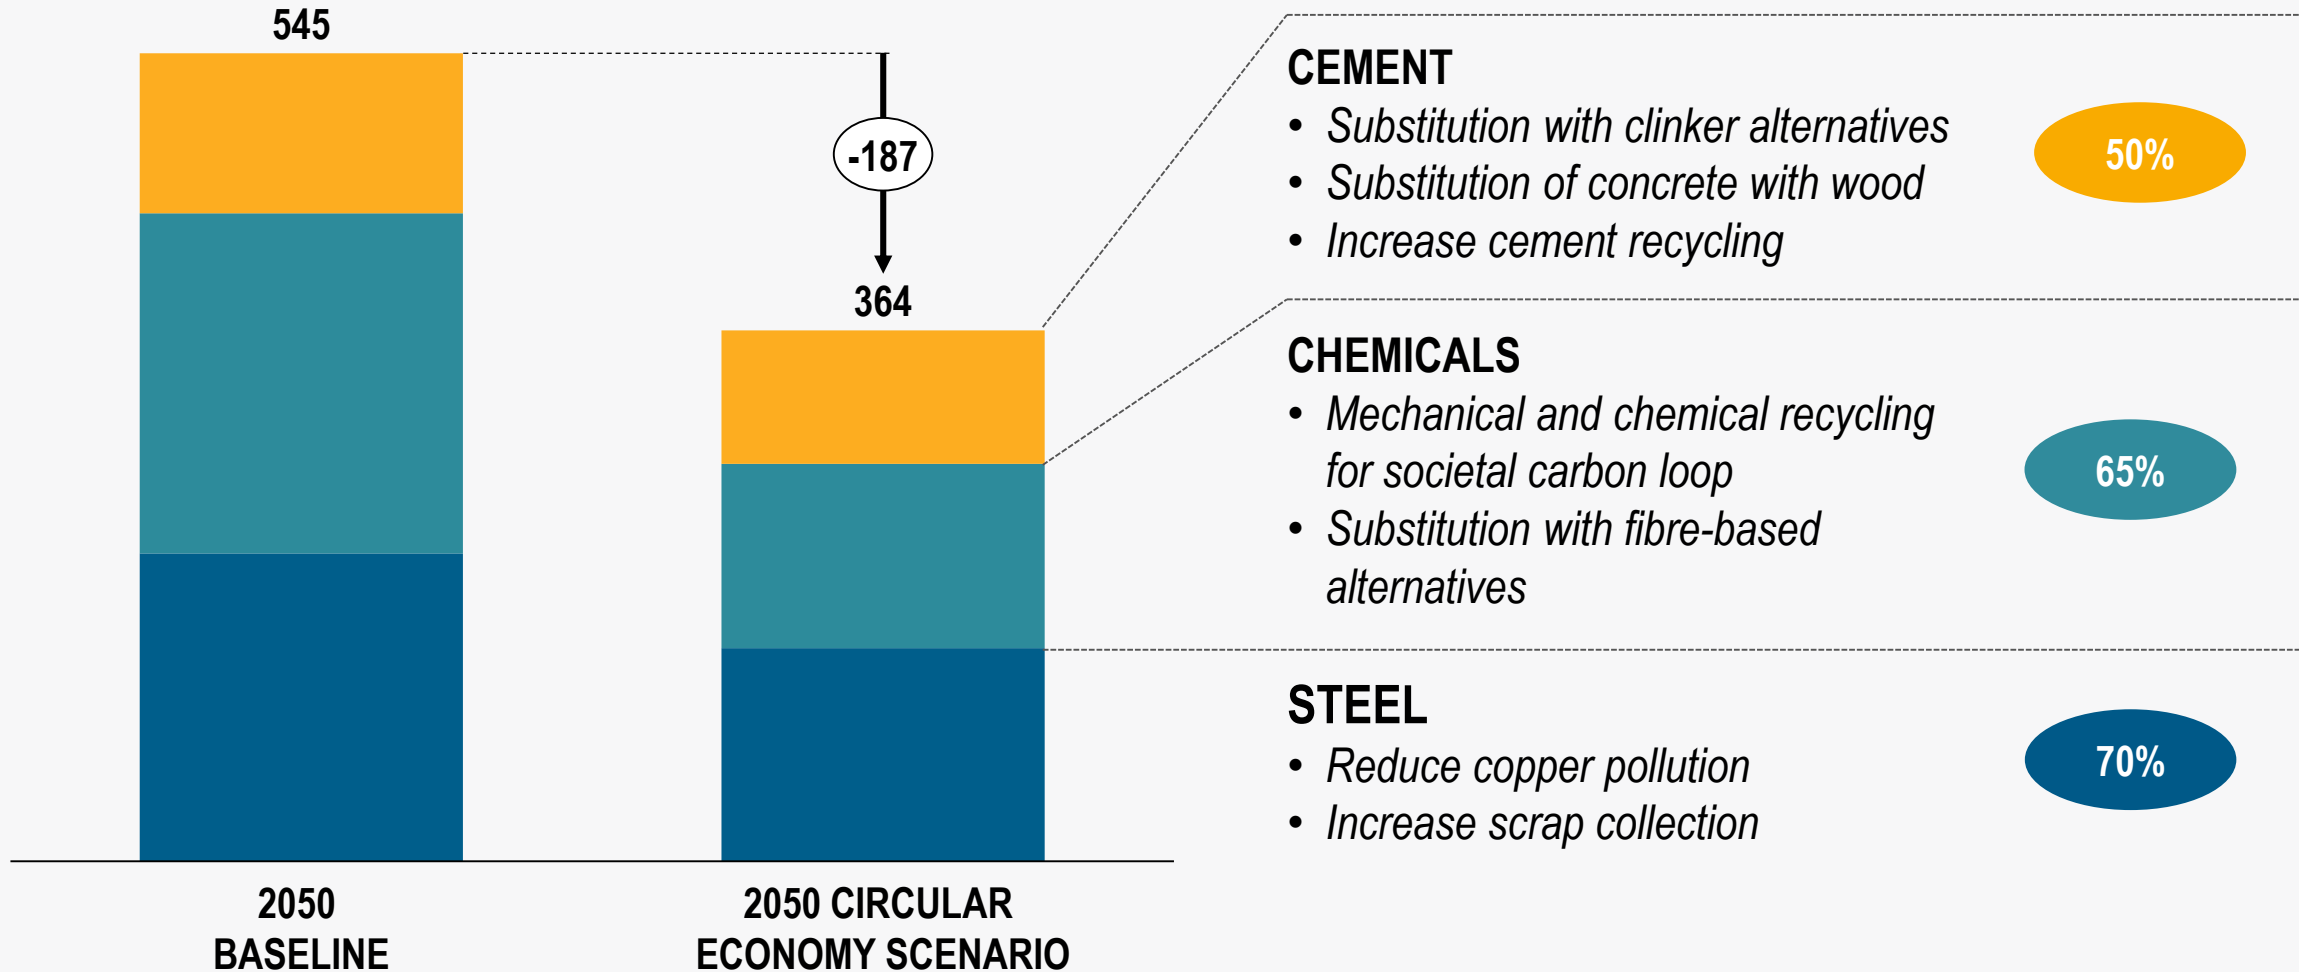 545
-187
364
2050
BASELINE
2050 CIRCULAR
ECONOMY SCENARIO
CEMENT
• Substitution with clinker alternatives
• Substitution of concrete with wood
• Increase cement recycling
50%
CHEMICALS
• Mechanical and chemical recycling
for societal carbon loop
• Substitution with fibre-based
alternatives
65%
STEEL
• Reduce copper pollution
• Increase scrap collection
70%